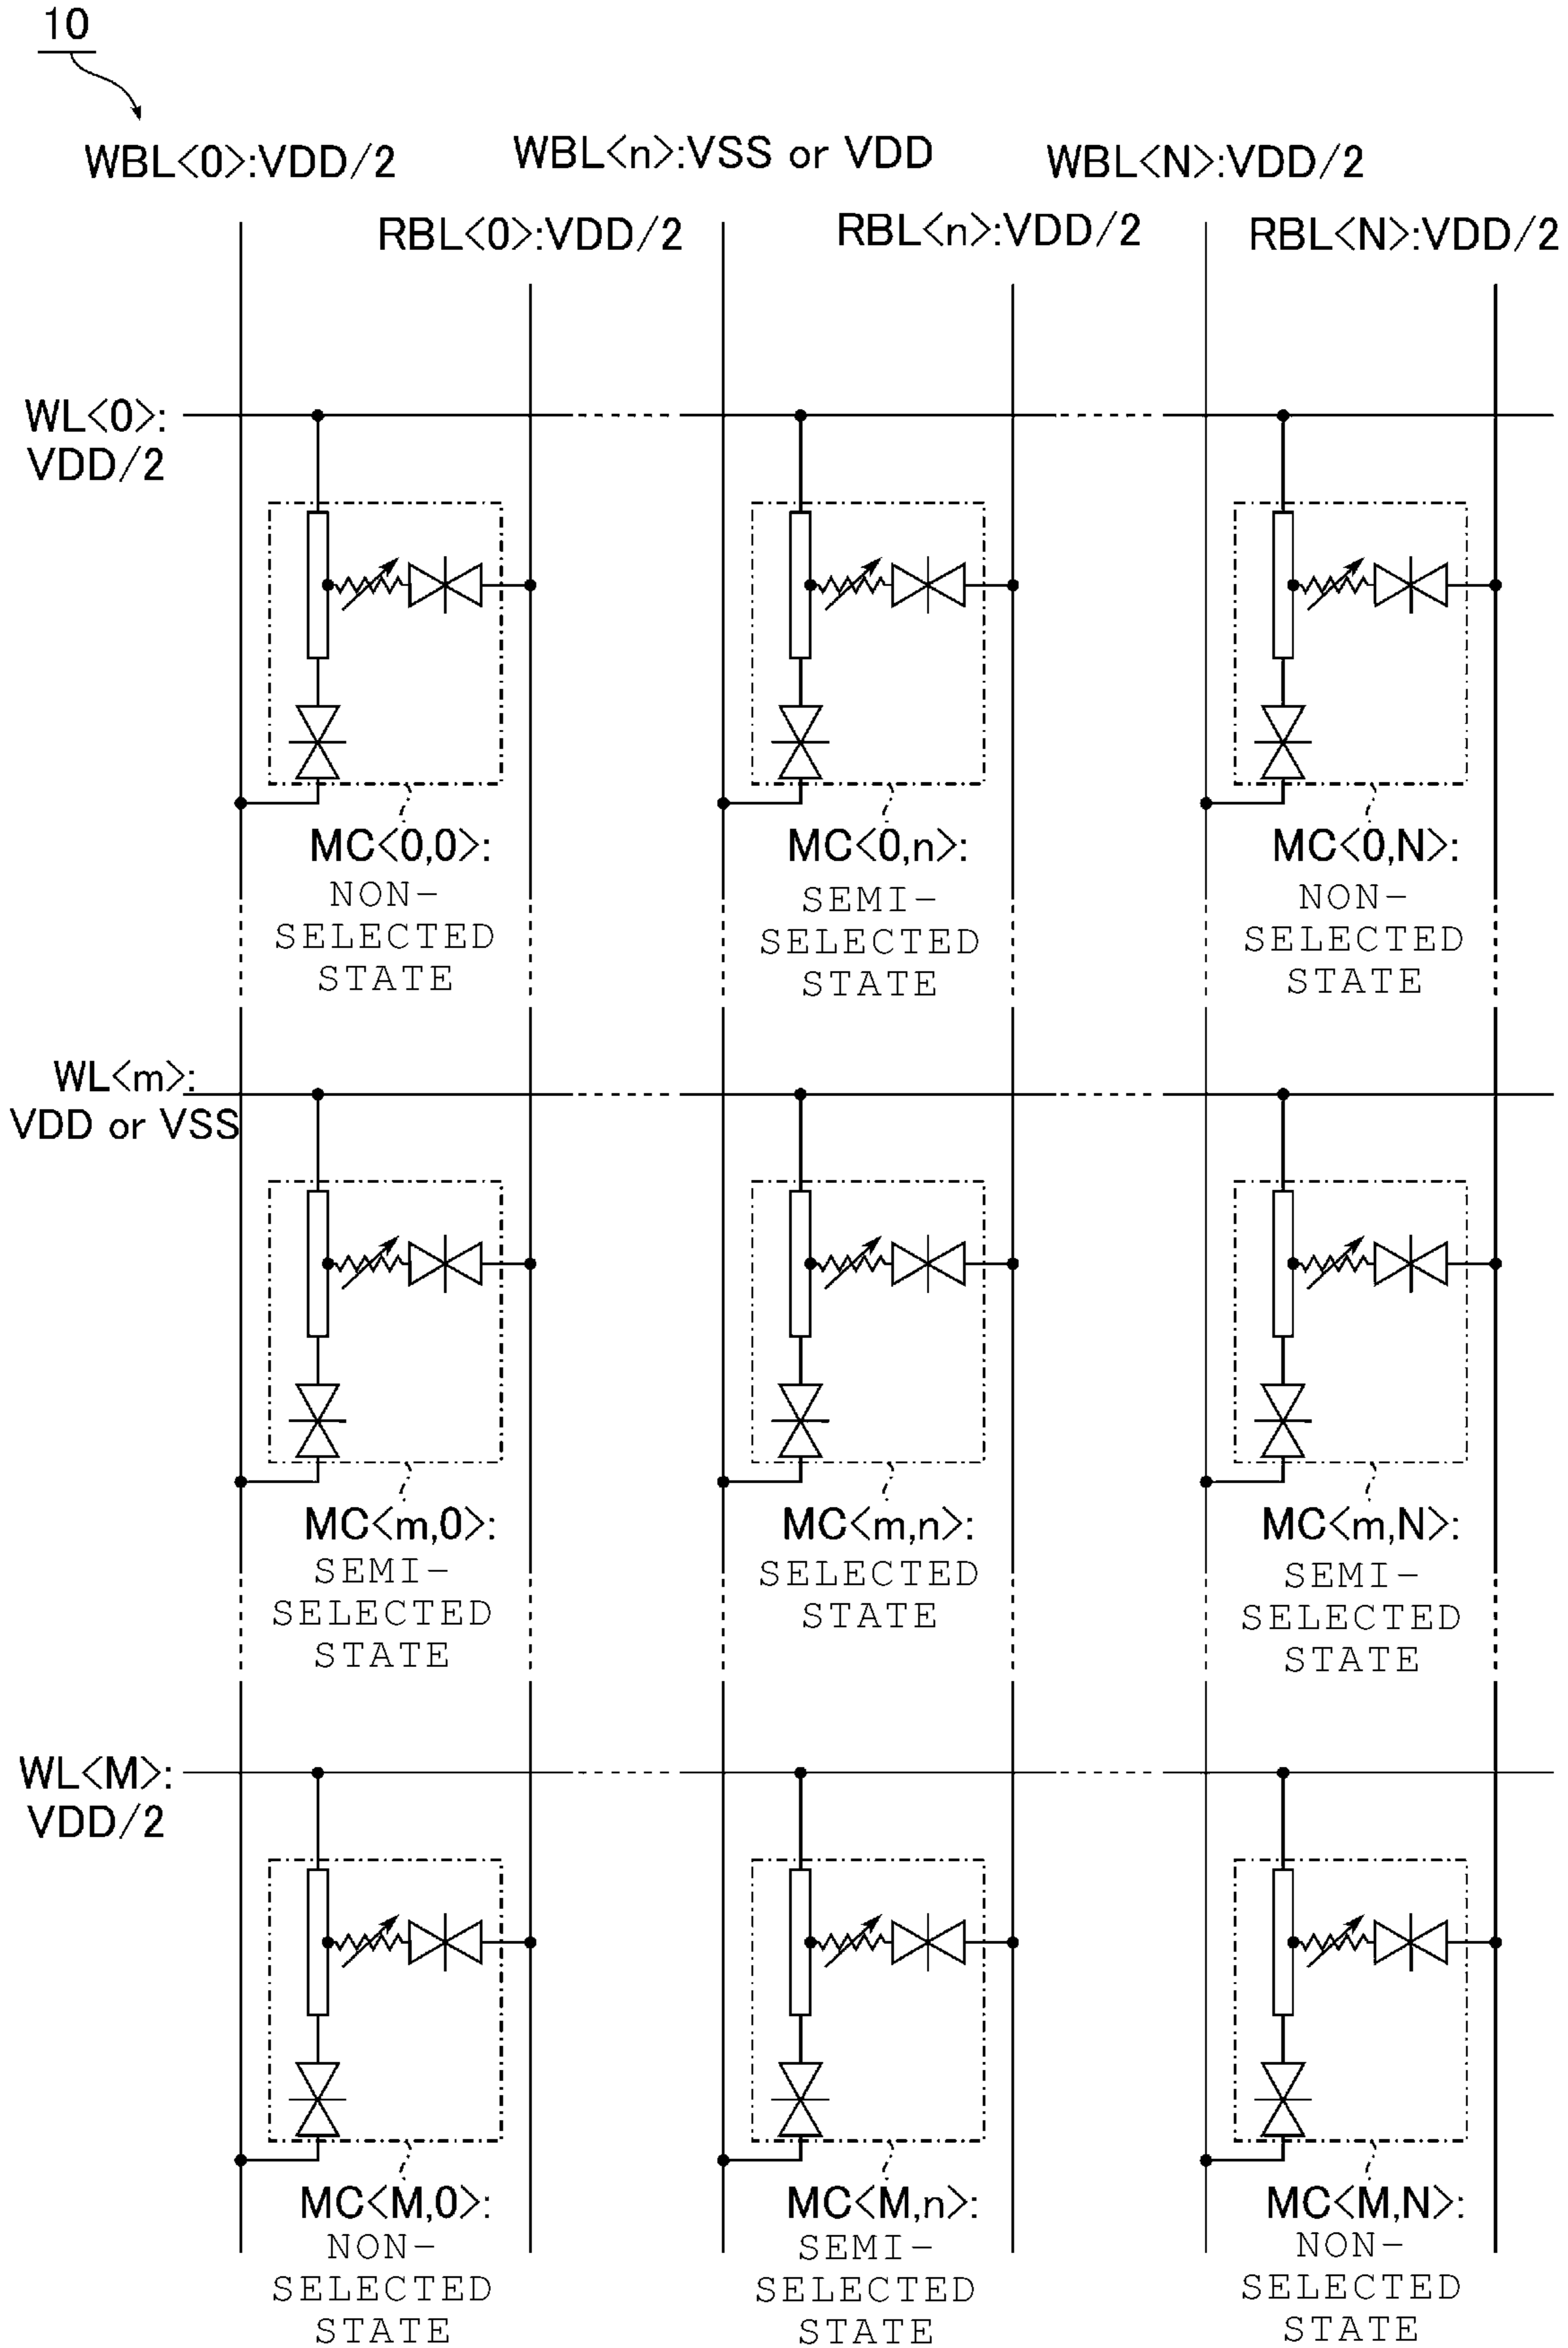 10
WBL<0>:VDD/2
WBL<n>:VSS or VDD
WBL<N>:VDD/2
RBL<0>:VDD/2
RBL<n>:VDD/2
RBL<N>:VDD/2
WL<0>:
VDD/2
MC<0,0>:
NON-
SELECTED
STATE
MC<0,n>:
SEMI-
SELECTED
STATE
MC<0,N>:
NON-
SELECTED
STATE
WL<m>:
VDD or VSS
MC<m,0>:
SEMI-
SELECTED
STATE
MC<m,n>:
SELECTED
STATE
MC<m,N>:
SEMI-
SELECTED
STATE
WL<M>:
VDD/2
MC<M,0>:
NON-
SELECTED
STATE
MC<M,n>:
SEMI-
SELECTED
STATE
MC<M,N>:
NON-
SELECTED
STATE